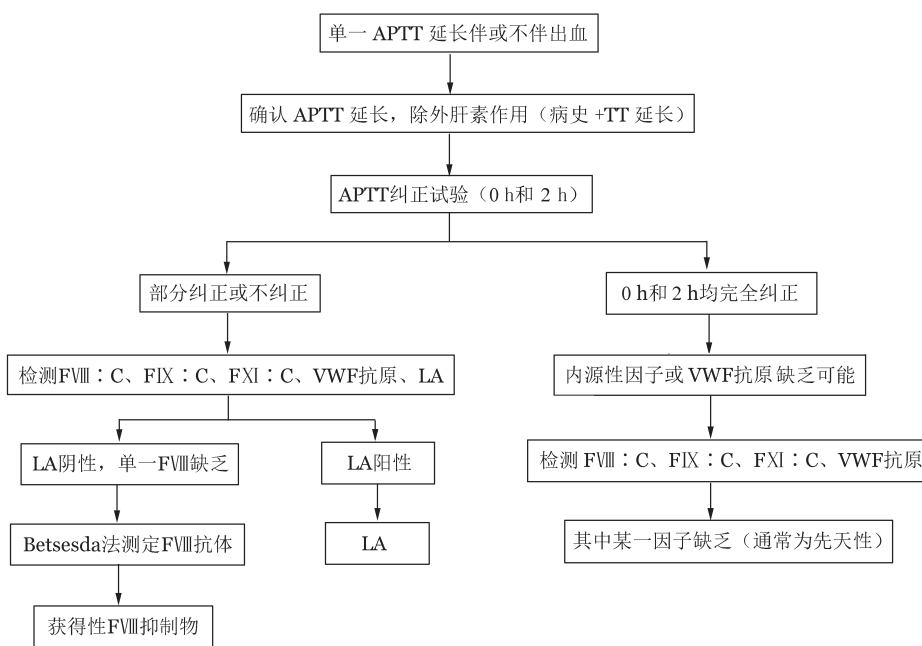 单一 APTT 延长伴或不伴出血
确认 APTT 延长，除外肝素作用（病史 +TT 延长）
APTT纠正试验（0 h和 2 h）
部分纠正或不纠正
0 h和 2 h均完全纠正
检测FⅧ：C、FⅨ：C、FⅪ：C、VWF抗原、LA
内源性因子或VWF抗原缺乏可能
LA阴性，单一FⅧ缺乏
LA阳性
检测 FⅧ：C、FⅨ：C、FⅪ：C、VWF抗原
Betsesda法测定FⅧ抗体
LA
其中某一因子缺乏（通常为先天性）
获得性FⅧ抑制物